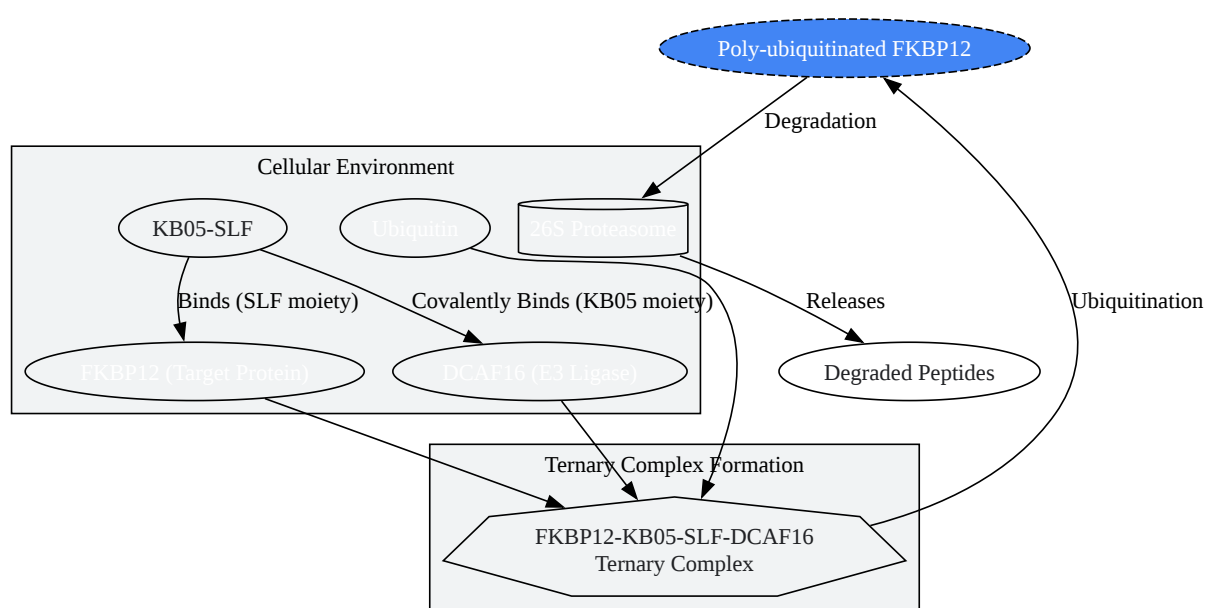 Poly-ubiquitinated FKBP12
Degradation
Cellular Environment
KB05-SLF
Ubiquitin
26S Proteasome
Binds (SLF moiety)
Covalently Binds (KB05 moiety)
Releases
Ubiquitination
FKBP12 (Target Protein)
DCAF16 (E3 Ligase)
Degraded Peptides
Ternary Complex Formation
FKBP12-KB05-SLF-DCAF16
Ternary Complex